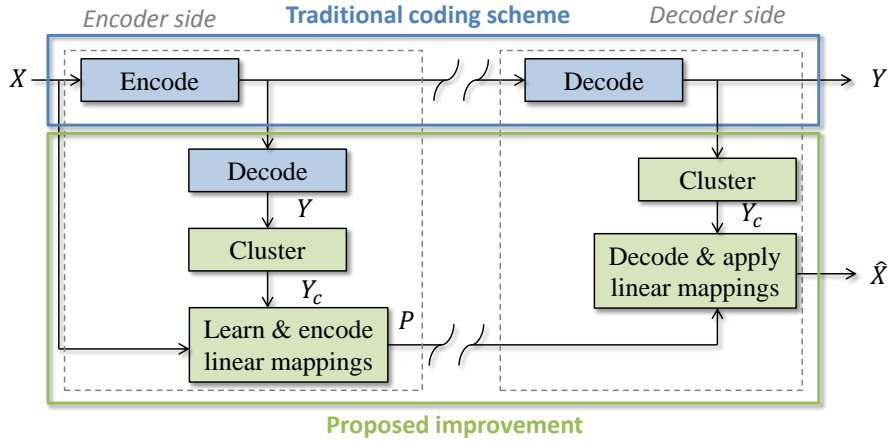 Encoder side
Traditional coding scheme
Decoder side
X
Encode
Decode
Y
Decode
Cluster
Y
Y_c
Cluster
Decode & apply
linear mappings
X̂
Y_c
Learn & encode
linear mappings
P
Proposed improvement